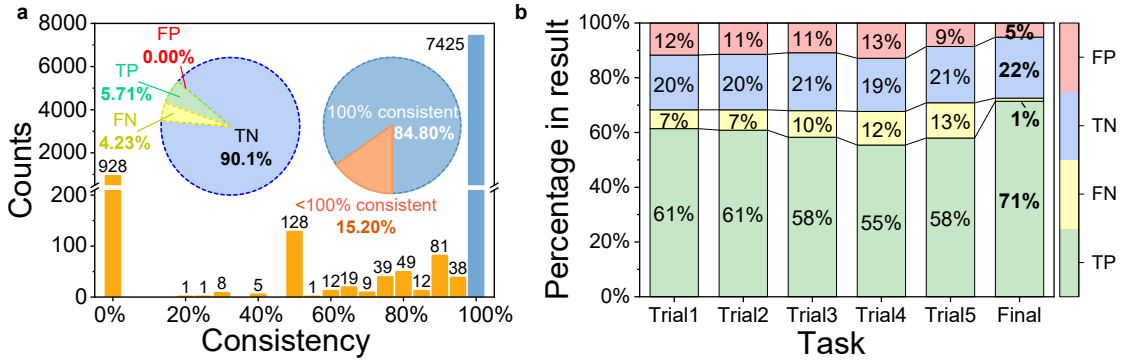 a
8000
6000
4000
2000
200
100
0
Counts
928
1
1
8
5
128
1
12
19
9
39
49
12
81
38
7425
0%
20%
40%
60%
80%
100%
Consistency
FP
0.00%
TP
5.71%
FN
4.23%
TN
90.1%
100% consistent
84.80%
<100% consistent
15.20%
b
100%
80%
60%
40%
20%
0%
Percentage in result
12% 11% 11% 13% 9% 5%
20% 20% 21% 19% 21% 22%
7% 7% 10% 12% 13% 1%
61% 61% 58% 55% 58% 71%
Trial1 Trial2 Trial3 Trial4 Trial5 Final
Task
FP
TN
FN
TP